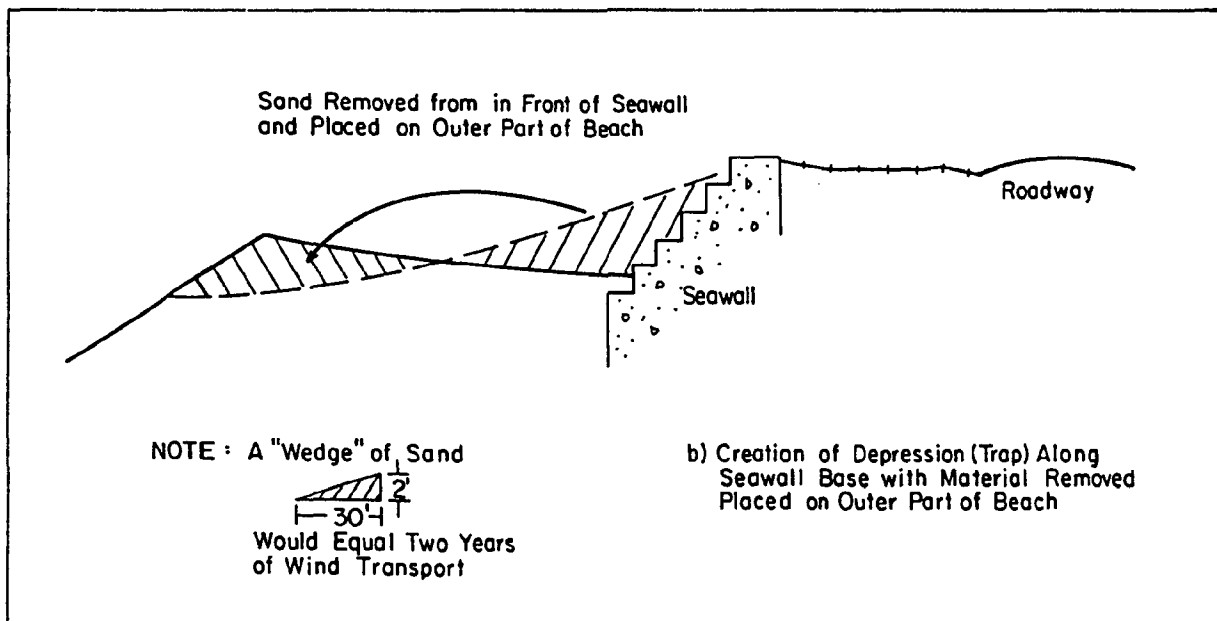 Sand Removed from in Front of Seawall
and Placed on Outer Part of Beach
Roadway
Seawall
NOTE : A "Wedge" of Sand
2'
30'
Would Equal Two Years
of Wind Transport
b) Creation of Depression (Trap) Along
Seawall Base with Material Removed
Placed on Outer Part of Beach